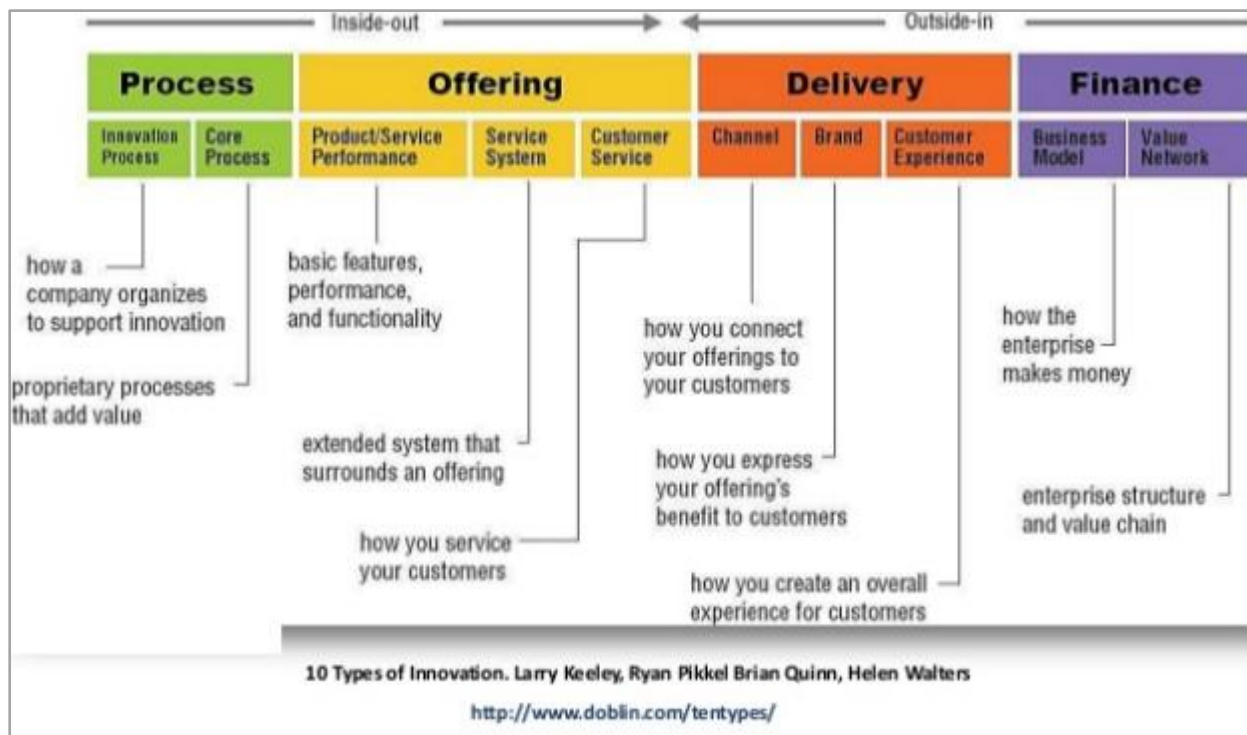 Inside-out
Outside-in
Process
Offering
Delivery
Finance
Innovation
Process
Core
Process
Product/Service
Performance
Service
System
Customer
Service
Channel
Brand
Customer
Experience
Business
Model
Value
Network
how a
company organizes
to support innovation
proprietary processes
that add value
basic features,
performance,
and functionality
extended system that
surrounds an offering
how you service
your customers
how you connect
your offerings to
your customers
how you express
your offering's
benefit to customers
how you create an overall
experience for customers
how the
enterprise
makes money
enterprise structure
and value chain
10 Types of Innovation. Larry Keeley, Ryan Pikkel Brian Quinn, Helen Walters
http://www.doblin.com/tentypes/